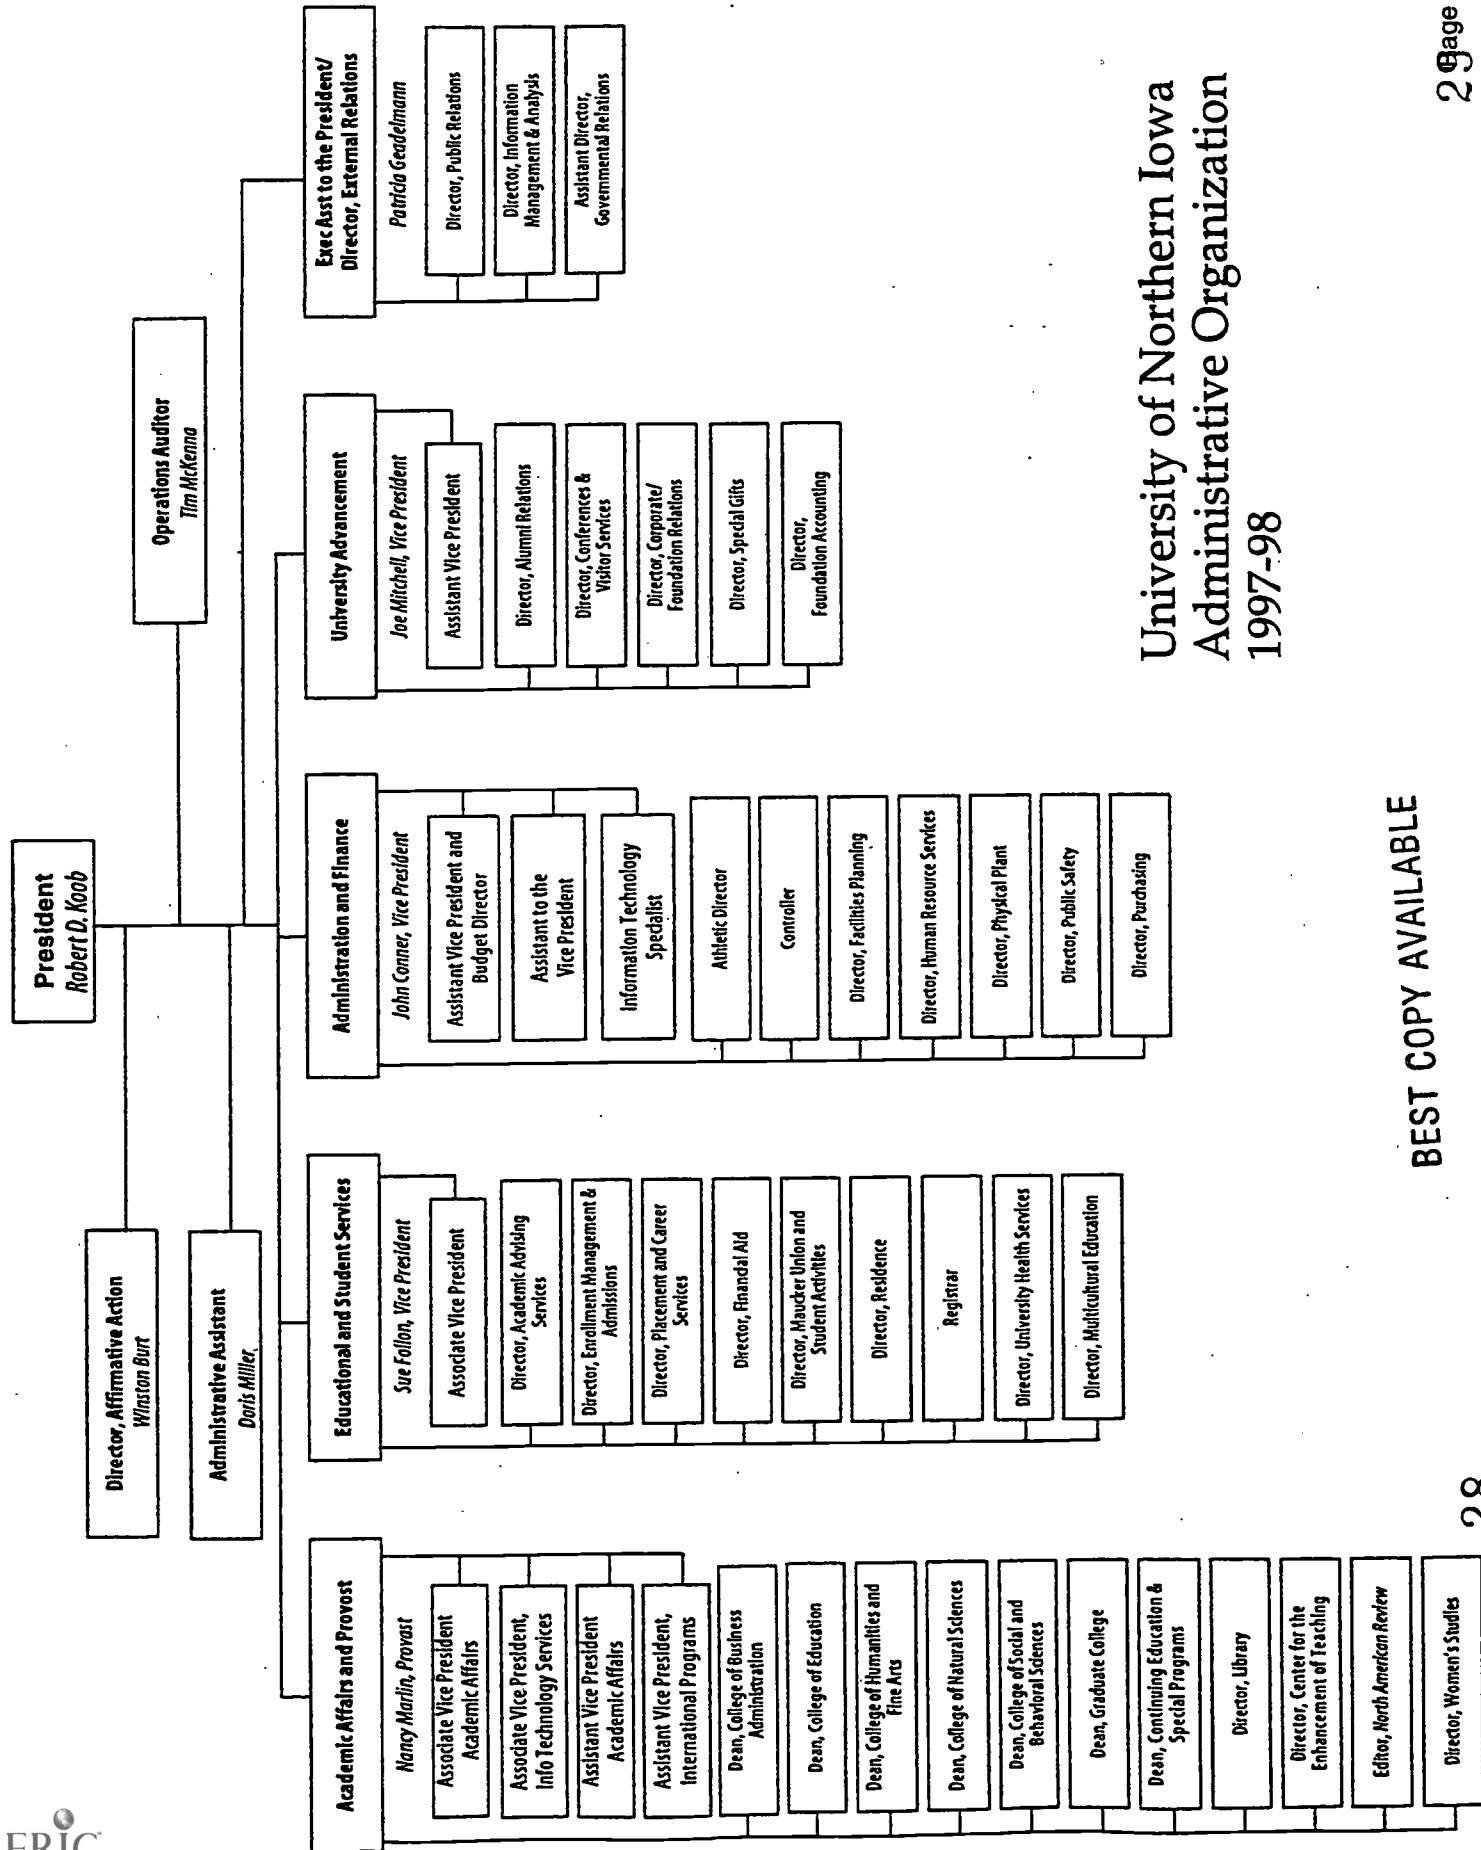 President
Robert D. Koob
Director, Affirmative Action
Winston Burt
Operations Auditor
Tim McKenna
Administrative Assistant
Doris Miller
Academic Affairs and Provost
Nancy Marlin, Provost
Associate Vice President
Academic Affairs
Associate Vice President,
Info Technology Services
Assistant Vice President
Academic Affairs
Assistant Vice President,
International Programs
Dean, College of Business
Administration
Dean, College of Education
Dean, College of Humanities and
Fine Arts
Dean, College of Natural Sciences
Dean, College of Social and
Behavioral Sciences
Dean, Graduate College
Dean, Continuing Education &
Special Programs
Director, Library
Director, Center for the
Enhancement of Teaching
Editor, North American Review
Director, Women's Studies
Educational and Student Services
Sue Follon, Vice President
Associate Vice President
Director, Academic Advising
Services
Director, Enrollment Management &
Admissions
Director, Placement and Career
Services
Director, Financial Aid
Director, Maucker Union and
Student Activities
Director, Residence
Registrar
Director, University Health Services
Director, Multicultural Education
Administration and Finance
John Conner, Vice President
Assistant Vice President and
Budget Director
Assistant to the
Vice President
Information Technology
Specialist
Athletic Director
Controller
Director, Facilities Planning
Director, Human Resource Services
Director, Physical Plant
Director, Public Safety
Director, Purchasing
University Advancement
Joe Mitchell, Vice President
Assistant Vice President
Director, Alumni Relations
Director, Conferences &
Visitor Services
Director, Corporate/
Foundation Relations
Director, Special Gifts
Director,
Foundation Accounting
Exec Asst to the President/
Director, External Relations
Patricia Geadelmann
Director, Public Relations
Director, Information
Management & Analysis
Assistant Director,
Governmental Relations
University of Northern Iowa
Administrative Organization
1997-98
BEST COPY AVAILABLE
28
Page
29
ERIC